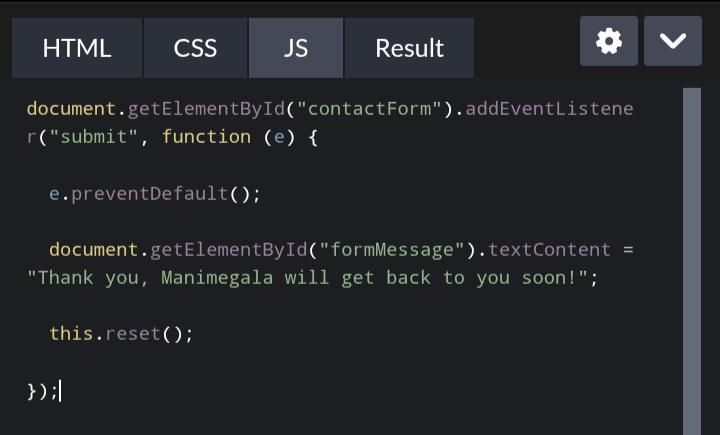 HTML CSS JS Result
document.getElementById("contactForm").addEventListene
r("submit", function (e) {
e.preventDefault();
document.getElementById("formMessage").textContent =
"Thank you, Manimegala will get back to you soon!";
this.reset();
});